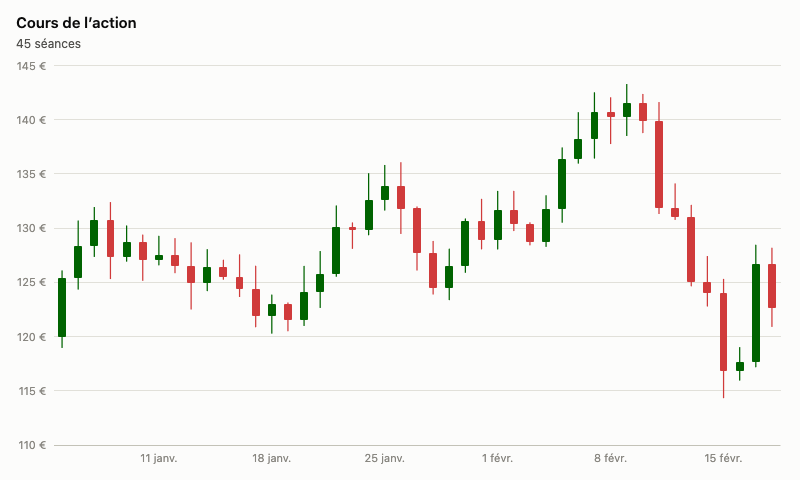 Cours de l’action
45 séances
145 €
140 €
135 €
130 €
125 €
120 €
115 €
110 €
11 janv. 18 janv. 25 janv. 1 févr. 8 févr. 15 févr.